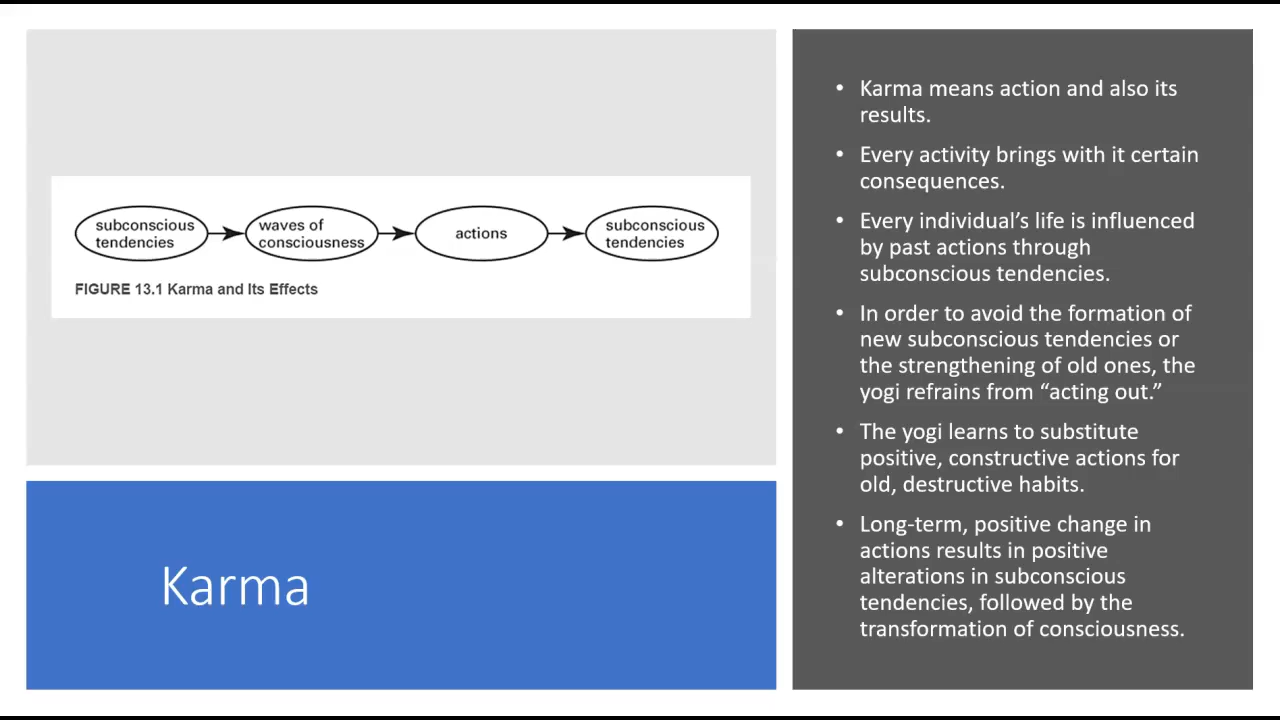 subconscious
tendencies
waves of
consciousness
actions
subconscious
tendencies
FIGURE 13.1 Karma and Its Effects
Karma
• Karma means action and also its
results.
• Every activity brings with it certain
consequences.
• Every individual’s life is influenced
by past actions through
subconscious tendencies.
• In order to avoid the formation of
new subconscious tendencies or
the strengthening of old ones, the
yogi refrains from “acting out.”
• The yogi learns to substitute
positive, constructive actions for
old, destructive habits.
• Long-term, positive change in
actions results in positive
alterations in subconscious
tendencies, followed by the
transformation of consciousness.